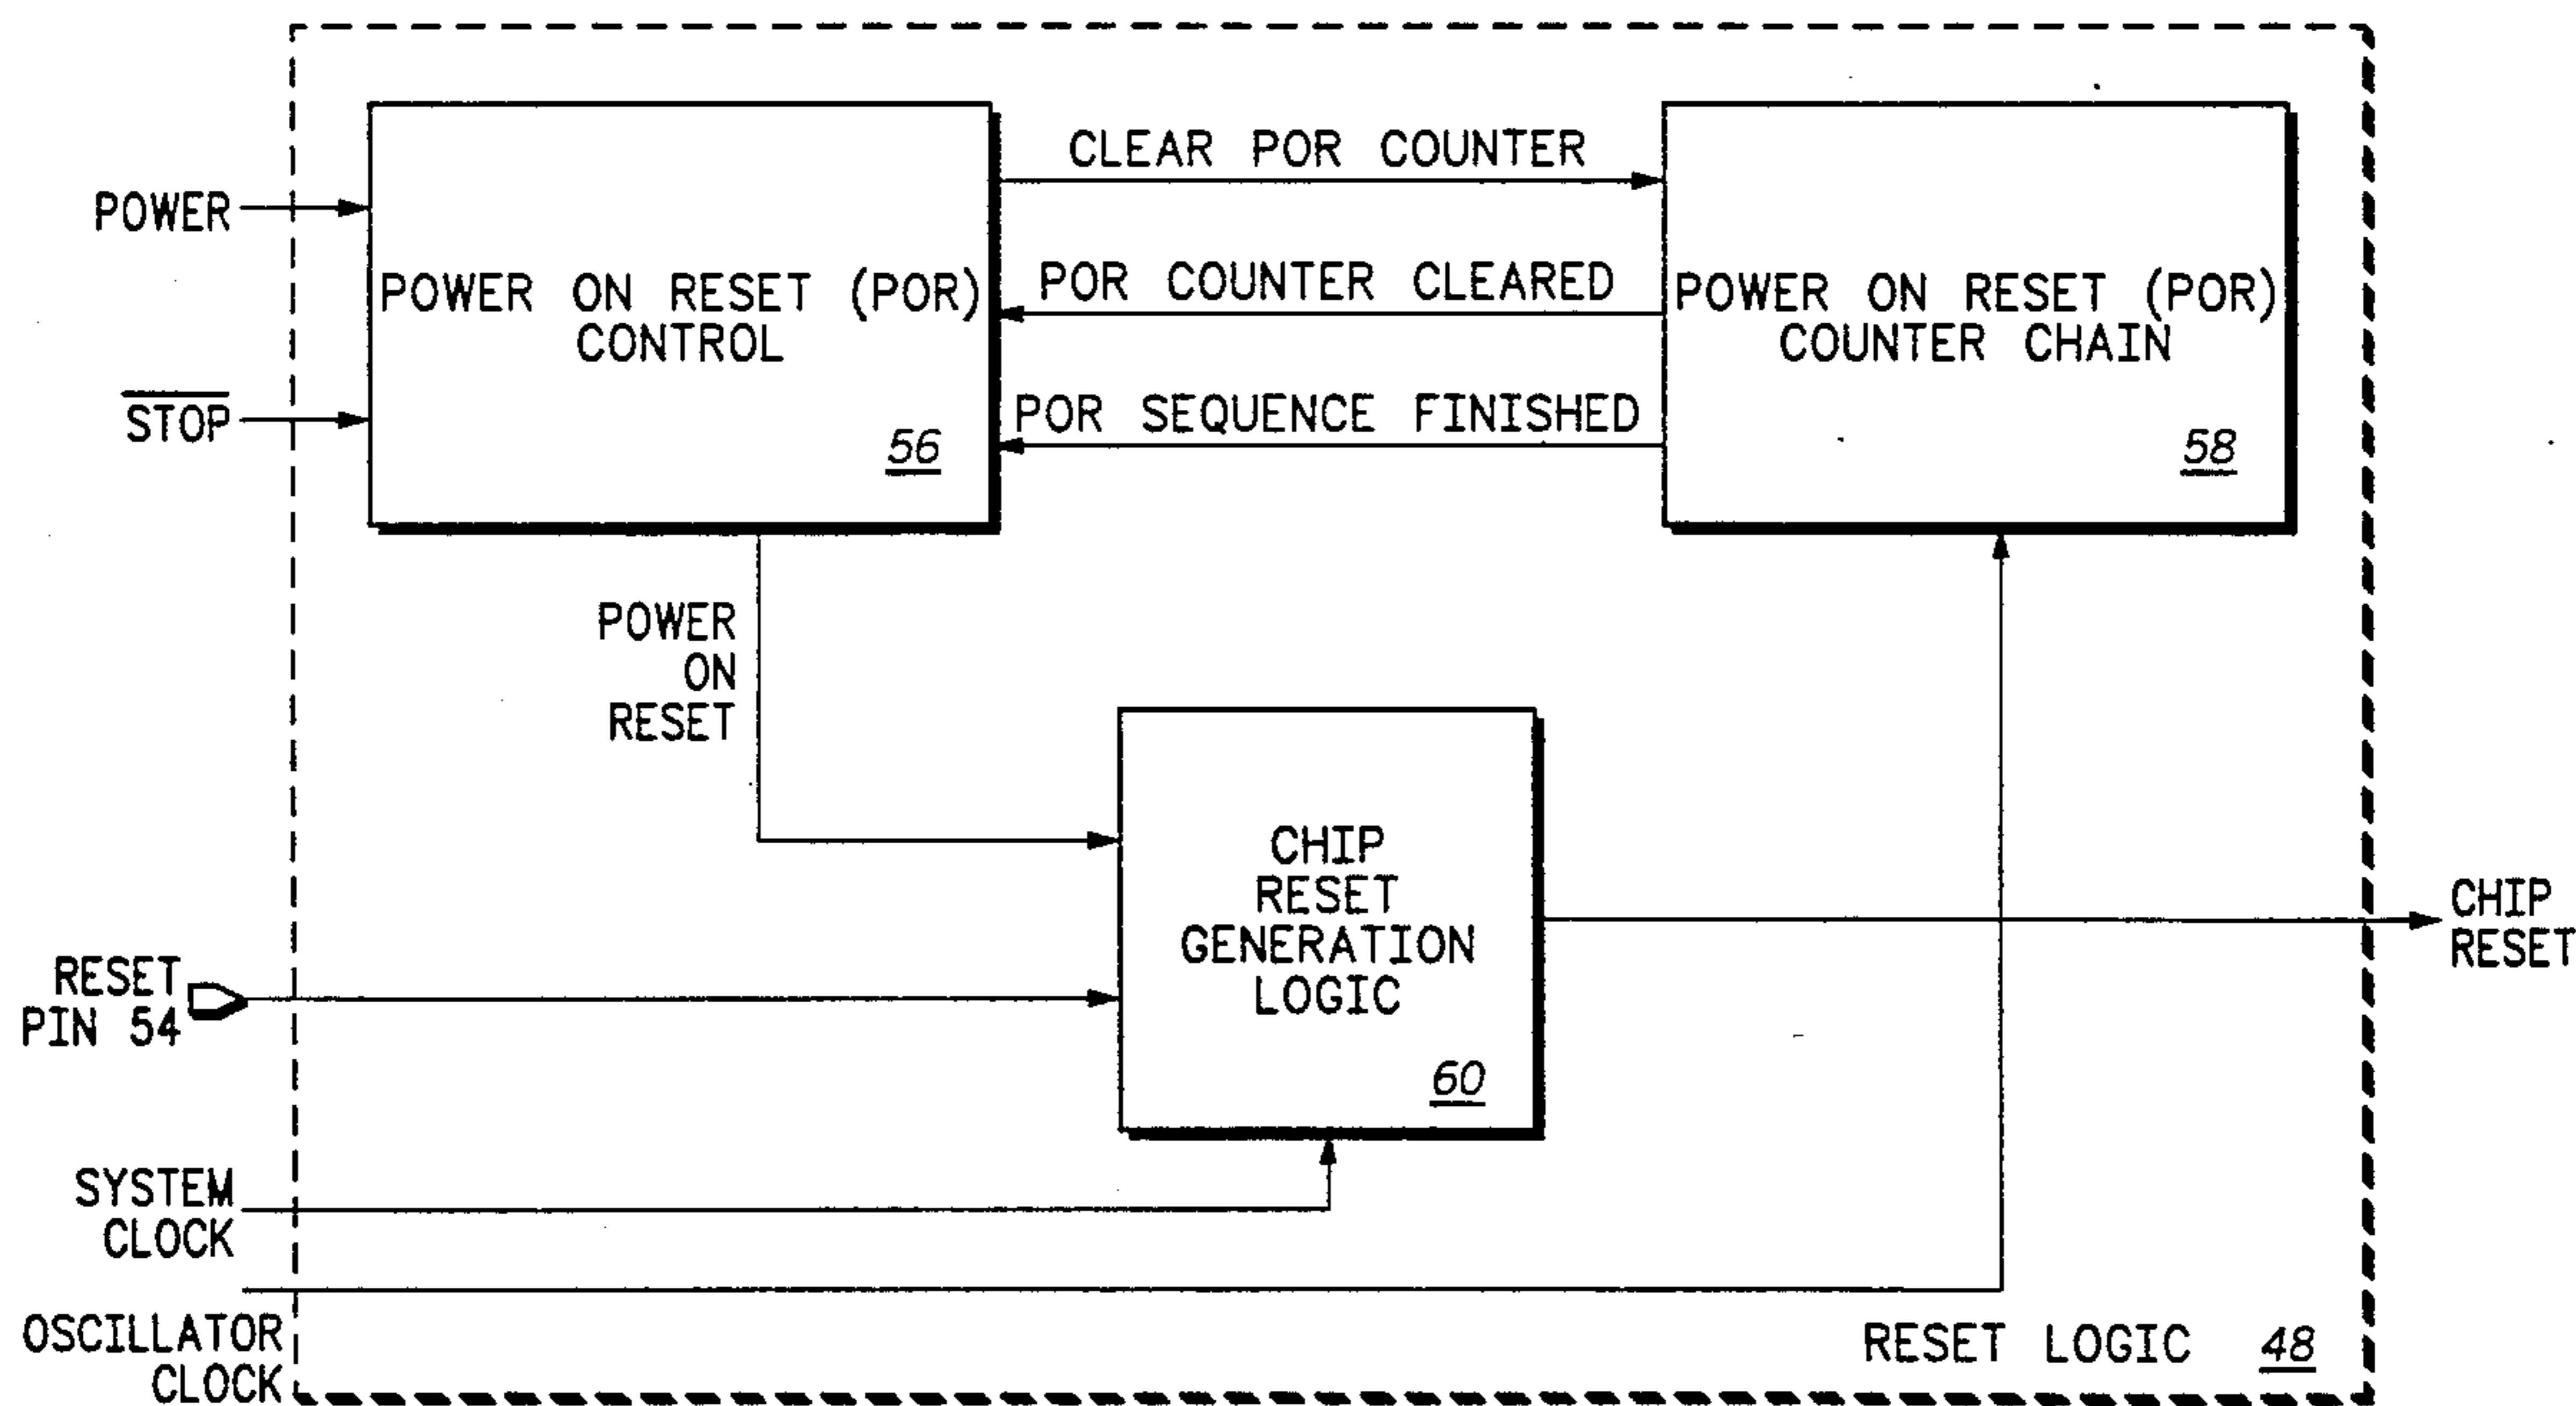 CLEAR POR COUNTER
POWER
POWER ON RESET (POR)
CONTROL
POR COUNTER CLEARED
POWER ON RESET (POR)
COUNTER CHAIN
STOP
POR SEQUENCE FINISHED
56
58
POWER
ON
RESET
CHIP
RESET
GENERATION
LOGIC
60
CHIP
RESET
RESET
PIN 54
SYSTEM
CLOCK
OSCILLATOR
CLOCK
RESET LOGIC 48